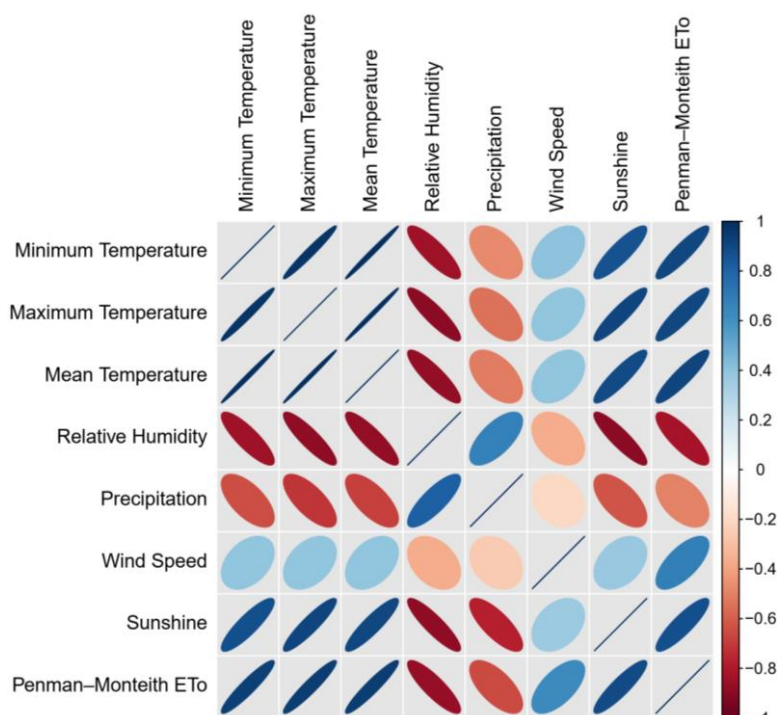 Minimum Temperature
Maximum Temperature
Mean Temperature
Relative Humidity
Precipitation
Wind Speed
Sunshine
Penman–Monteith ETo
Minimum Temperature
Maximum Temperature
Mean Temperature
Relative Humidity
Precipitation
Wind Speed
Sunshine
Penman–Monteith ETo
1
0.8
0.6
0.4
0.2
0
−0.2
−0.4
−0.6
−0.8
−1